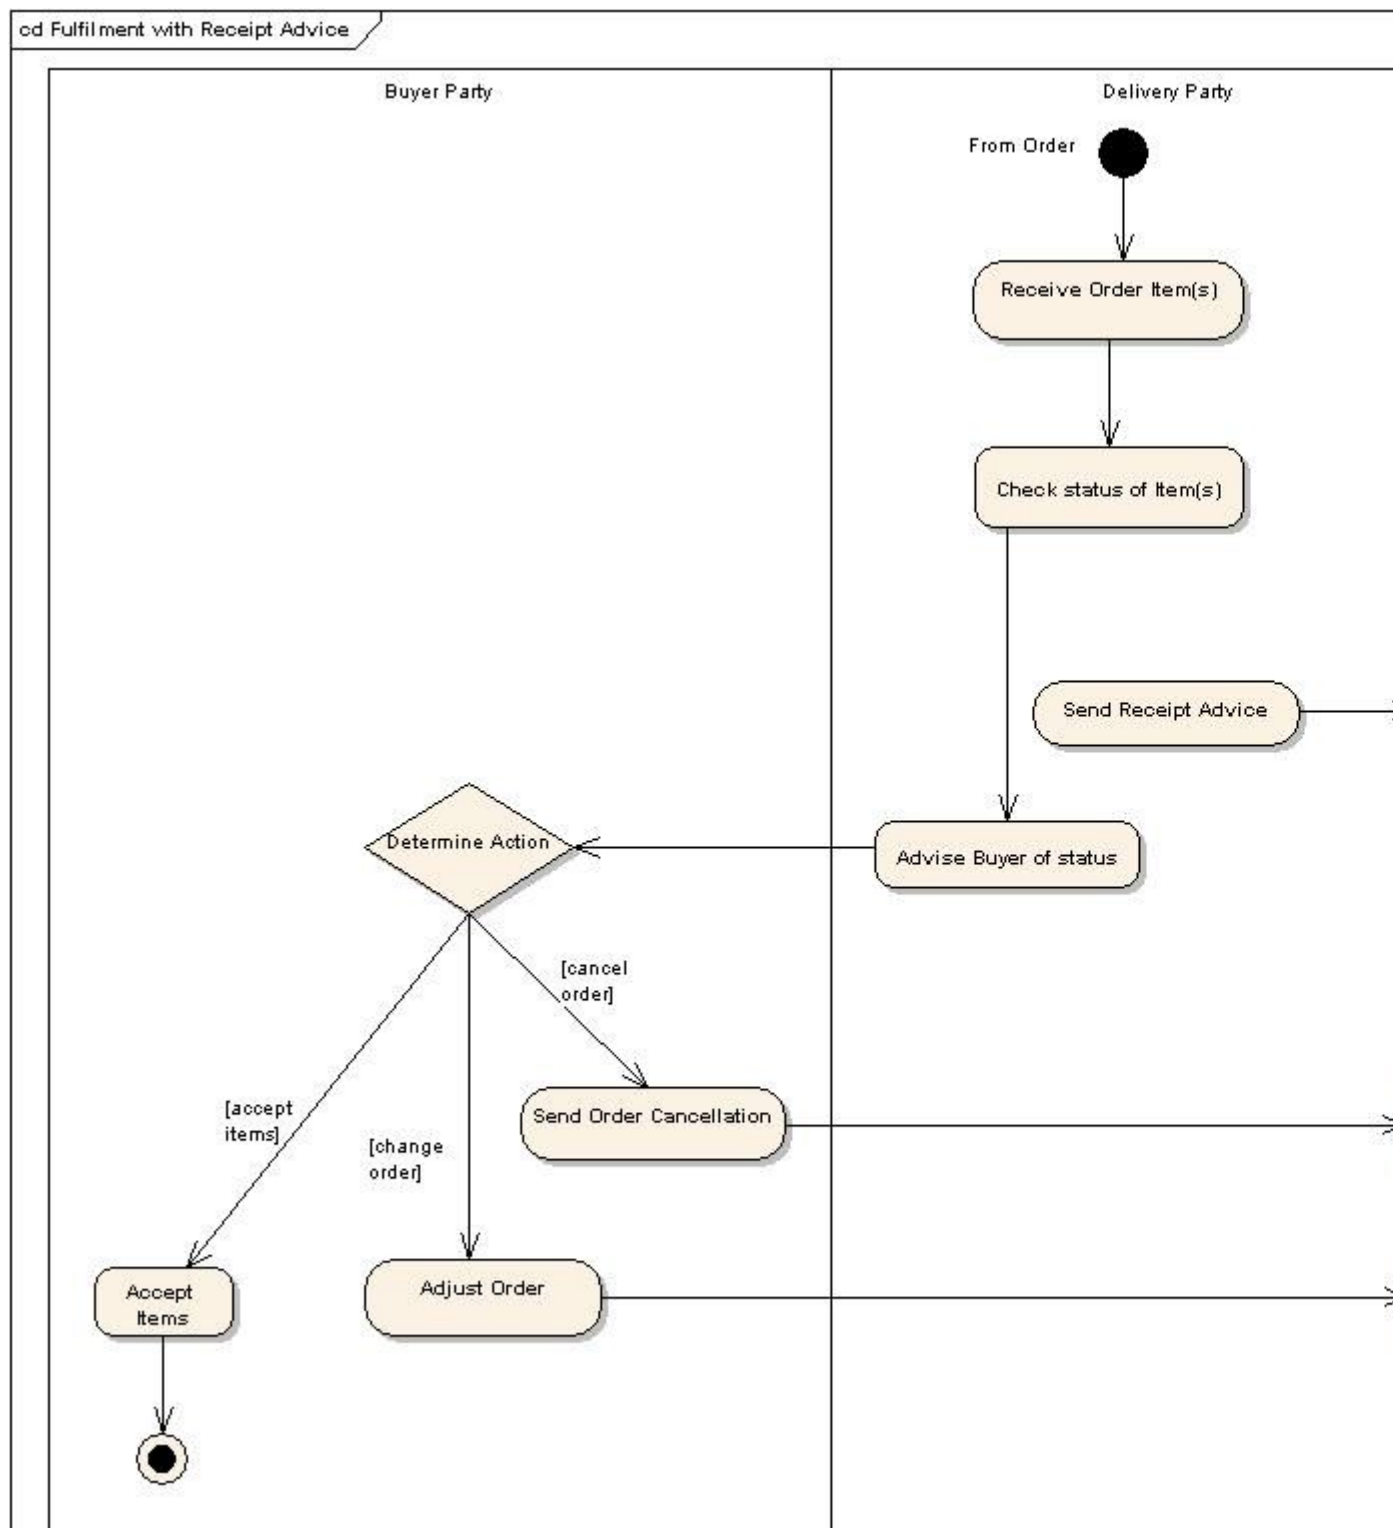 cd Fulfilment with Receipt Advice
Buyer Party
Delivery Party
From Order
Receive Order Item(s)
Check status of Item(s)
Send Receipt Advice
Determine Action
Advise Buyer of status
[cancel
order]
[accept
items]
Send Order Cancellation
[change
order]
Accept
Items
Adjust Order